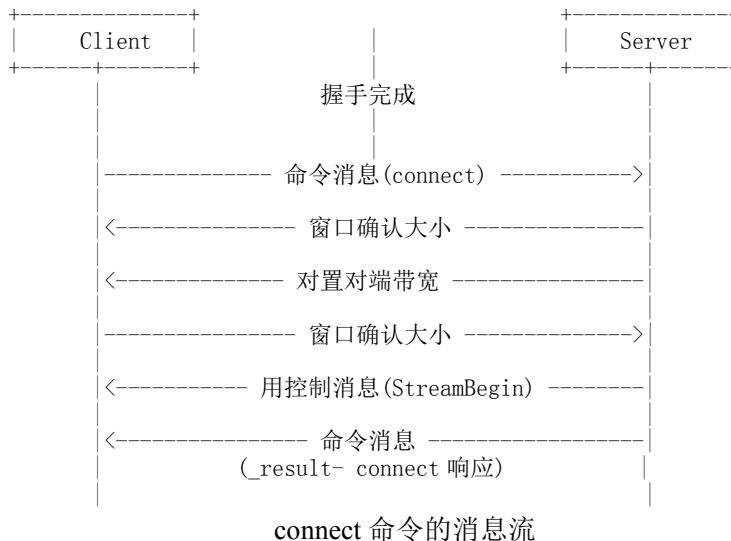 Client Server
握手完成
命令消息(connect)
窗口确认大小
对置对端带宽
窗口确认大小
用控制消息(StreamBegin)
命令消息
(_result- connect 响应)
connect 命令的消息流